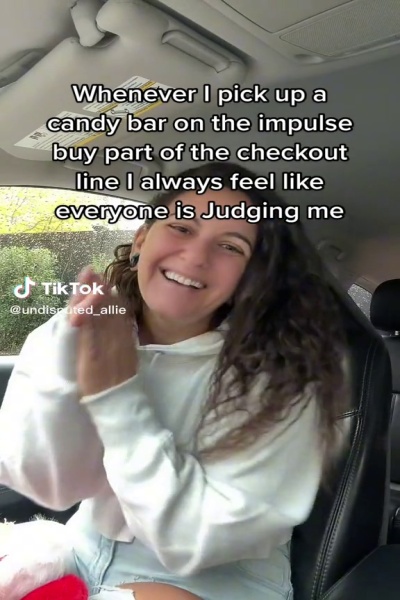 Whenever I pick up a
candy bar on the impulse
buy part of the checkout
line I always feel like
everyone is Judging me
TikTok
@undisputed_allie